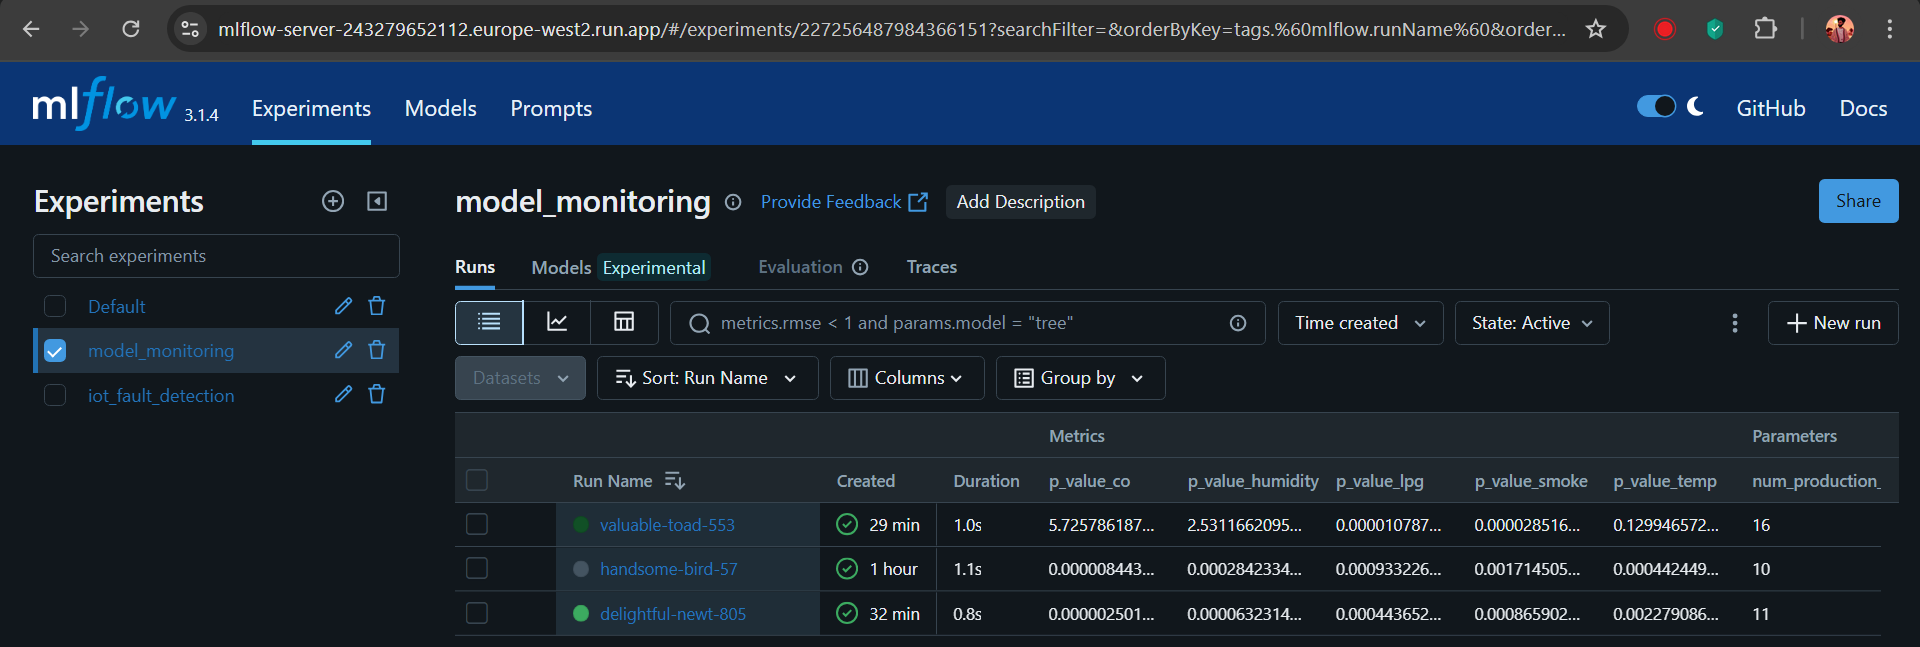 mlflow-server-243279652112.europe-west2.run.app/#/experiments/227256487984366151?searchFilter=&orderByKey=tags.%60mlflow.runName%60&order...
mlflow 3.1.4 Experiments Models Prompts GitHub Docs
Experiments
Search experiments
Default
model_monitoring
iot_fault_detection
model_monitoring Provide Feedback Add Description Share
Runs Models Experimental Evaluation Traces
metrics.rmse < 1 and params.model = "tree" Time created State: Active New run
Datasets Sort: Run Name Columns Group by
Metrics Parameters
Run Name Created Duration p_value_co p_value_humidity p_value_lpg p_value_smoke p_value_temp num_production_
valuable-toad-553 29 min 1.0s 5.725786187... 2.5311662095... 0.000010787... 0.000028516... 0.129946572... 16
handsome-bird-57 1 hour 1.1s 0.000008443... 0.0002842334... 0.000933226... 0.001714505... 0.000442449... 10
delightful-newt-805 32 min 0.8s 0.000002501... 0.0000632314... 0.000443652... 0.000865902... 0.002279086... 11